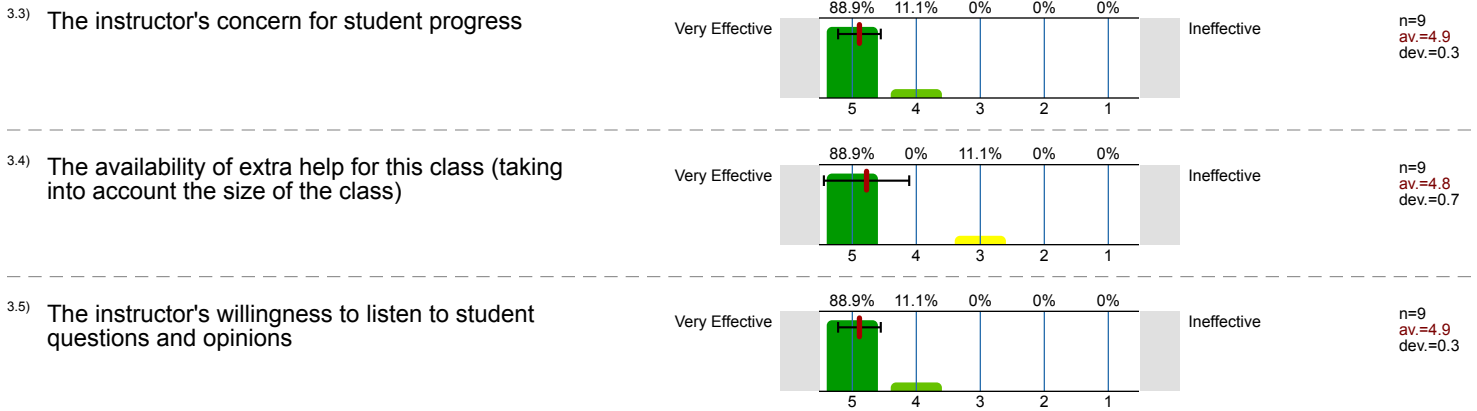 88.9% 11.1% 0% 0% 0%
3.3) The instructor's concern for student progress
Very Effective
Ineffective
n=9
av.=4.9
dev.=0.3
5 4 3 2 1
88.9% 0% 11.1% 0% 0%
3.4) The availability of extra help for this class (taking
into account the size of the class)
Very Effective
Ineffective
n=9
av.=4.8
dev.=0.7
5 4 3 2 1
88.9% 11.1% 0% 0% 0%
3.5) The instructor's willingness to listen to student
questions and opinions
Very Effective
Ineffective
n=9
av.=4.9
dev.=0.3
5 4 3 2 1